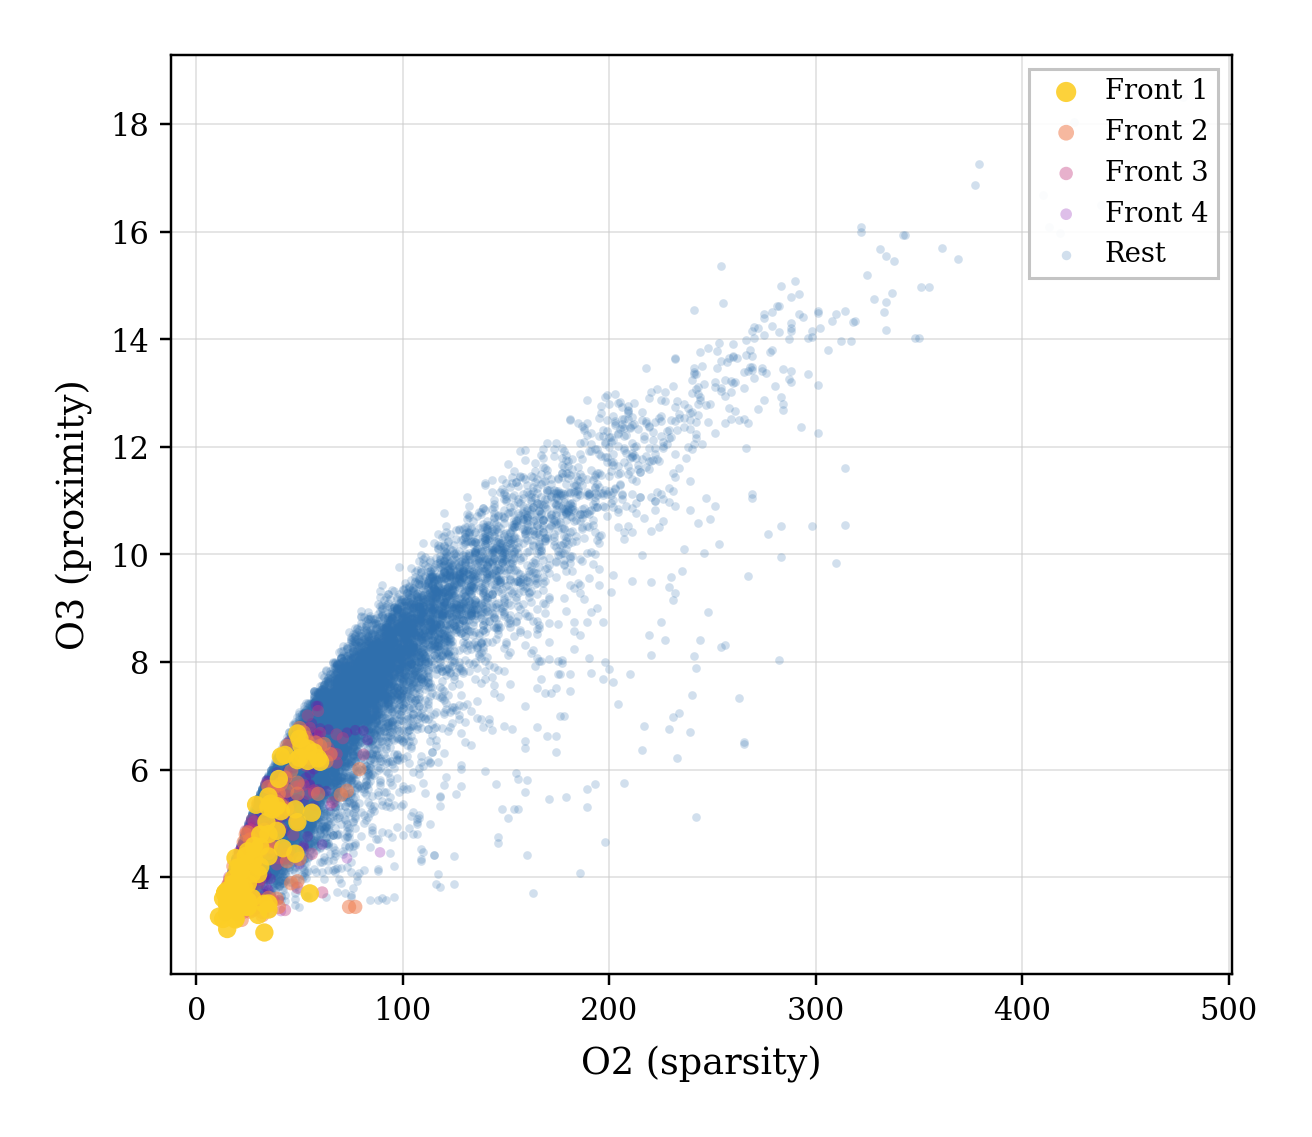 18
16
14
12
10
8
6
4
0 100 200 300 400 500
O2 (sparsity)
O3 (proximity)
Front 1
Front 2
Front 3
Front 4
Rest